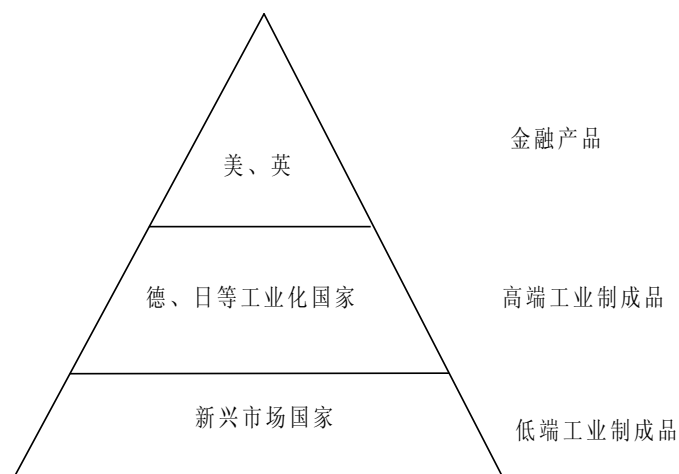 金融产品
美、英
德、日等工业化国家
高端工业制成品
新兴市场国家
低端工业制成品